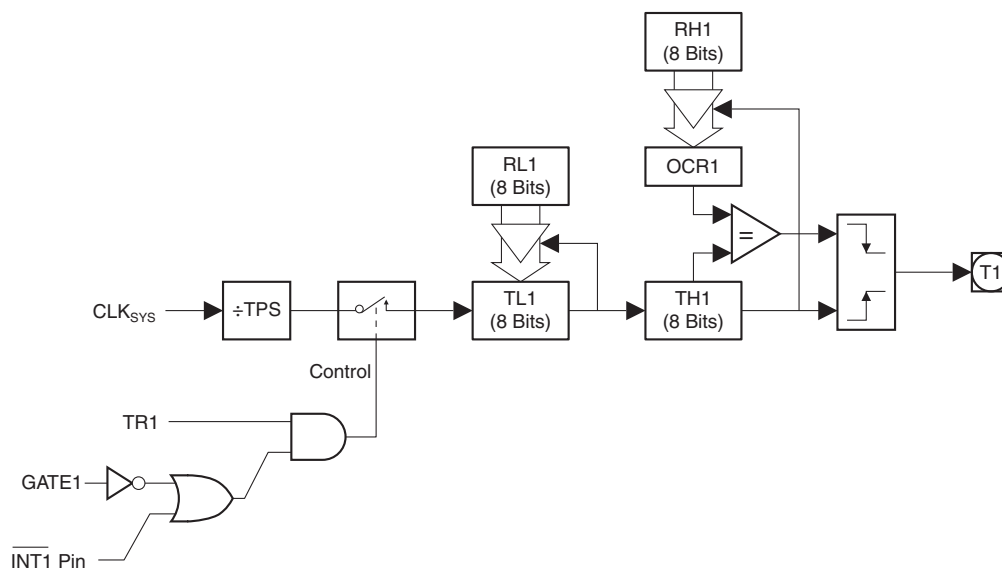 RH1
(8 Bits)
RL1
(8 Bits)
OCR1
=
T1
CLKSYS
÷TPS
TL1
(8 Bits)
TH1
(8 Bits)
Control
TR1
GATE1
INT1 Pin